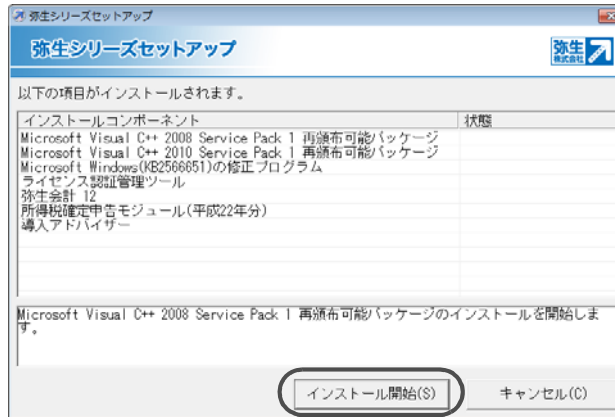 弥生シリーズセットアップ
弥生シリーズセットアップ
弥生
株式会社
以下の項目がインストールされます。
インストールコンポーネント 状態
Microsoft Visual C++ 2008 Service Pack 1 再頒布可能パッケージ
Microsoft Visual C++ 2010 Service Pack 1 再頒布可能パッケージ
Microsoft Windows(KB2566651)の修正プログラム
ライセンス認証管理ツール
弥生会計 12
所得税確定申告モジュール(平成22年分)
導入アドバイザー
Microsoft Visual C++ 2008 Service Pack 1 再頒布可能パッケージのインストールを開始しま
す。
インストール開始(S) キャンセル(C)